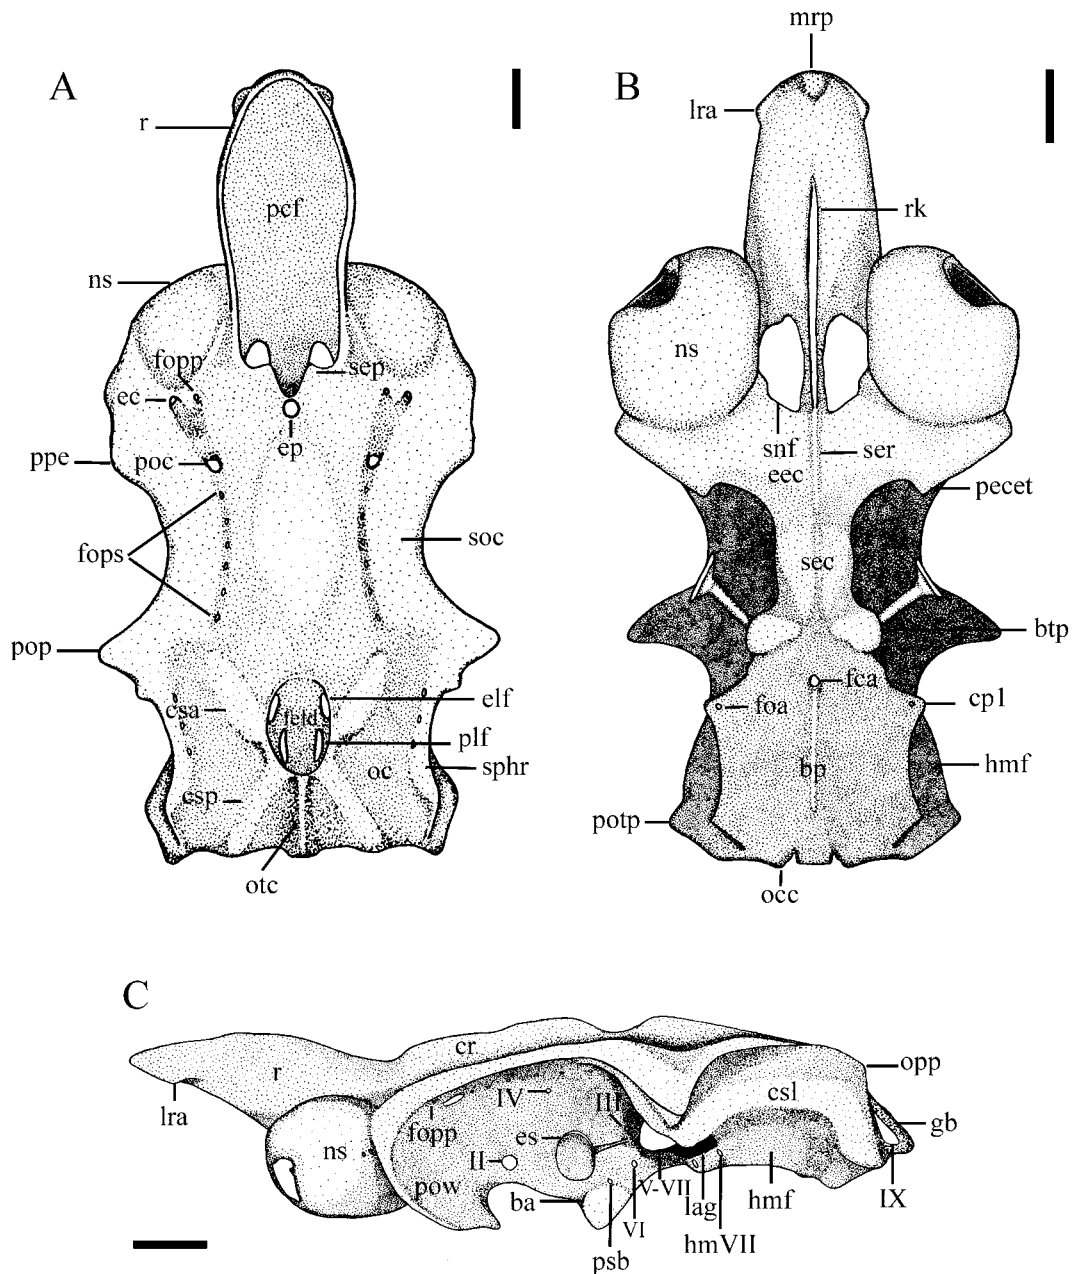 A
r
pcf
ns
fopp
sep
ec
ep
ppe
poc
fops
soc
pop
csa
elf
feld
plf
oc
sphr
esp
otc
B
mrp
lra
rk
ns
snf
ser
eec
pecet
sec
btp
fca
foa
cp1
bp
hmf
potp
occ
C
cr
opp
r
IV
III
csl
lra
fopp
es
gb
ns
II
pow
V-VII
ba
lag
hmf
IX
VI
hmVII
psb